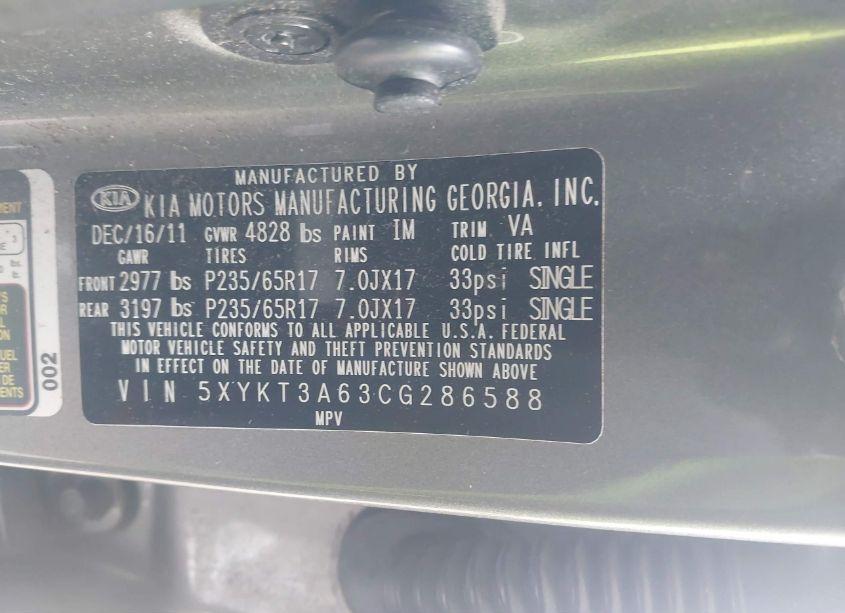 MANUFACTURED BY
KIA KIA MOTORS MANUFACTURING GEORGIA, INC.
DEC/16/11 GVWR 4828 lbs PAINT IM TRIM VA
GAWR TIRES RIMS COLD TIRE INFL
FRONT 2977 lbs P235/65R17 7.0JX17 33psi SINGLE
REAR 3197 lbs P235/65R17 7.0JX17 33psi SINGLE
THIS VEHICLE CONFORMS TO ALL APPLICABLE U.S.A. FEDERAL
MOTOR VEHICLE SAFETY AND THEFT PREVENTION STANDARDS
IN EFFECT ON THE DATE OF MANUFACTURE SHOWN ABOVE
VIN 5XYKT3A63CG286588
MPV
002